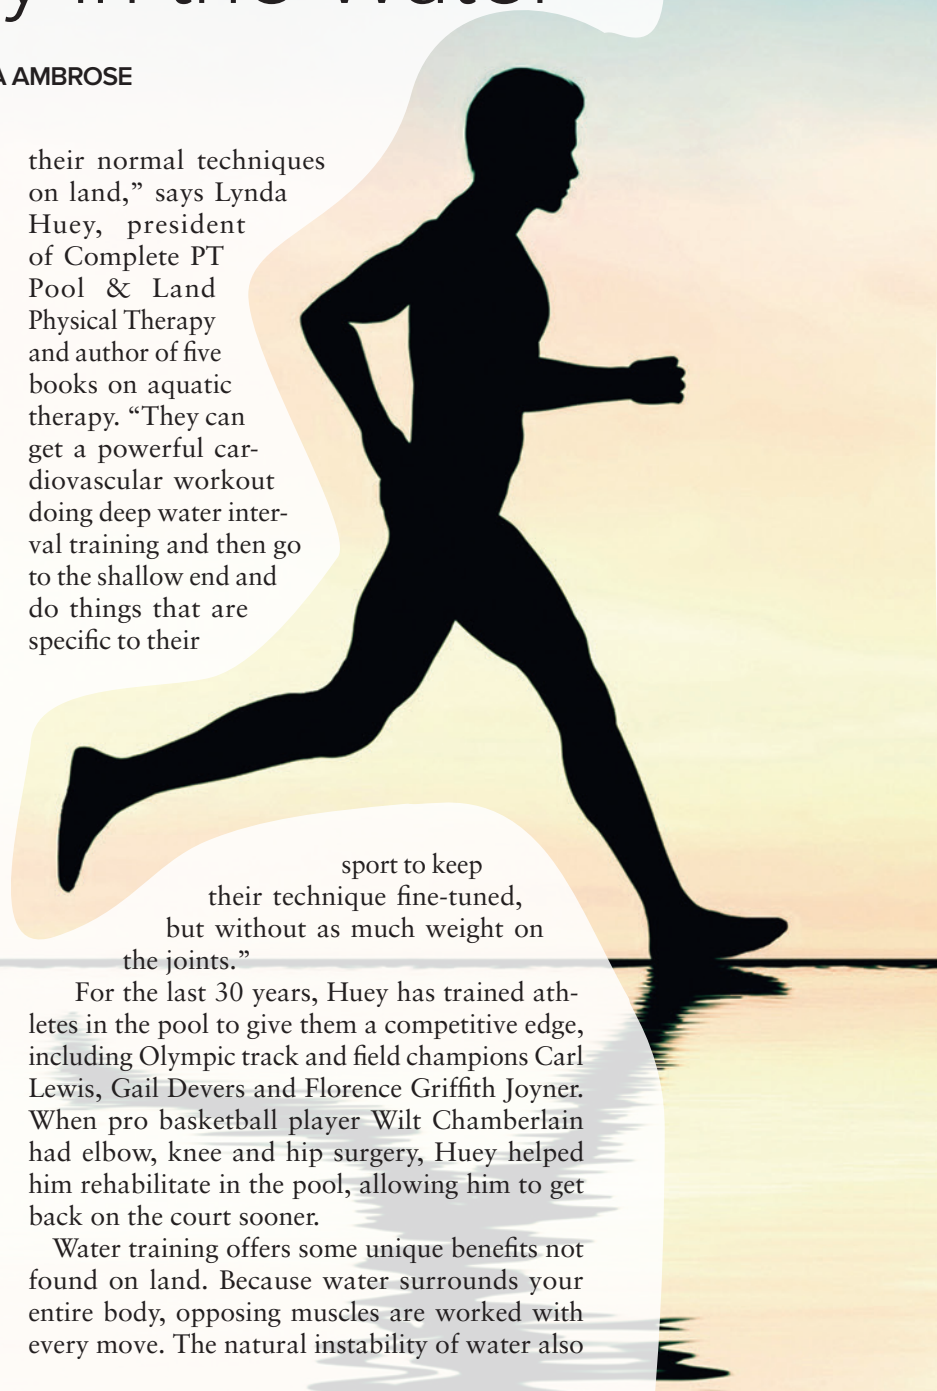 y in the Water
A AMBROSE
their normal techniques
on land,” says Lynda
Huey, president
of Complete PT
Pool & Land
Physical Therapy
and author of five
books on aquatic
therapy. “They can
get a powerful car-
diovascular workout
doing deep water inter-
val training and then go
to the shallow end and
do things that are
specific to their
sport to keep
their technique fine-tuned,
but without as much weight on
the joints.”
For the last 30 years, Huey has trained ath-
letes in the pool to give them a competitive edge,
including Olympic track and field champions Carl
Lewis, Gail Devers and Florence Griffith Joyner.
When pro basketball player Wilt Chamberlain
had elbow, knee and hip surgery, Huey helped
him rehabilitate in the pool, allowing him to get
back on the court sooner.
Water training offers some unique benefits not
found on land. Because water surrounds your
entire body, opposing muscles are worked with
every move. The natural instability of water also